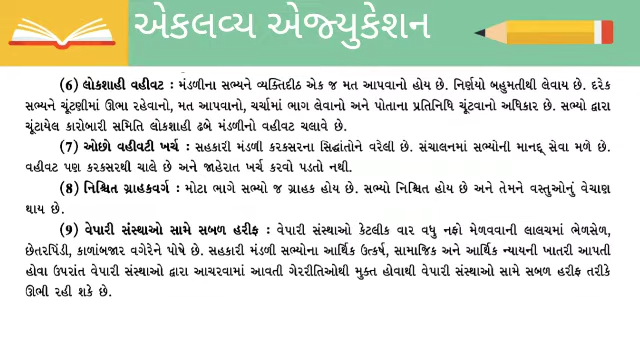 એકલવ્ય એજ્યુકેશન
(6) લોકશાહી વહીવટ : મંડળીના સભ્યને વ્યક્તિદીઠ એક જ મત આપવાનો હોય છે. નિર્ણયો બહુમતીથી લેવાય છે. દરેક
સભ્યને ચૂંટણીમાં ઊભા રહેવાનો, મત આપવાનો, ચર્ચામાં ભાગ લેવાનો અને પોતાના પ્રતિનિધિ ચૂંટવાનો અધિકાર છે. સભ્યો દ્વારા
ચૂંટાયેલ કારોબારી સમિતિ લોકશાહી ઢબે મંડળીનો વહીવટ ચલાવે છે.
(7) ઓછો વહીવટી ખર્ચ : સહકારી મંડળી કરકસરના સિદ્ધાંતોને વરેલી છે. સંચાલનમાં સભ્યોની માનદ્ સેવા મળે છે.
વહીવટ પણ કરકસરથી ચાલે છે અને જાહેરાત ખર્ચ કરવો પડતો નથી.
(8) નિશ્ચિત ગ્રાહકવર્ગ : મોટા ભાગે સભ્યો જ ગ્રાહક હોય છે. સભ્યો નિશ્ચિત હોય છે અને તેમને વસ્તુઓનું વેચાણ
થાય છે.
(9) વેપારી સંસ્થાઓ સામે સબળ હરીફ : વેપારી સંસ્થાઓ કેટલીક વાર વધુ નફો મેળવવાની લાલચમાં ભેળસેળ,
છેતરપિંડી, કાળાંબજાર વગેરેને પોષે છે. સહકારી મંડળી સભ્યોના આર્થિક ઉત્કર્ષ, સામાજિક અને આર્થિક ન્યાયની ખાતરી આપતી
હોવા ઉપરાંત વેપારી સંસ્થાઓ દ્વારા આચરવામાં આવતી ગેરરીતિઓથી મુક્ત હોવાથી વેપારી સંસ્થાઓ સામે સબળ હરીફ તરીકે
ઊભી રહી શકે છે.